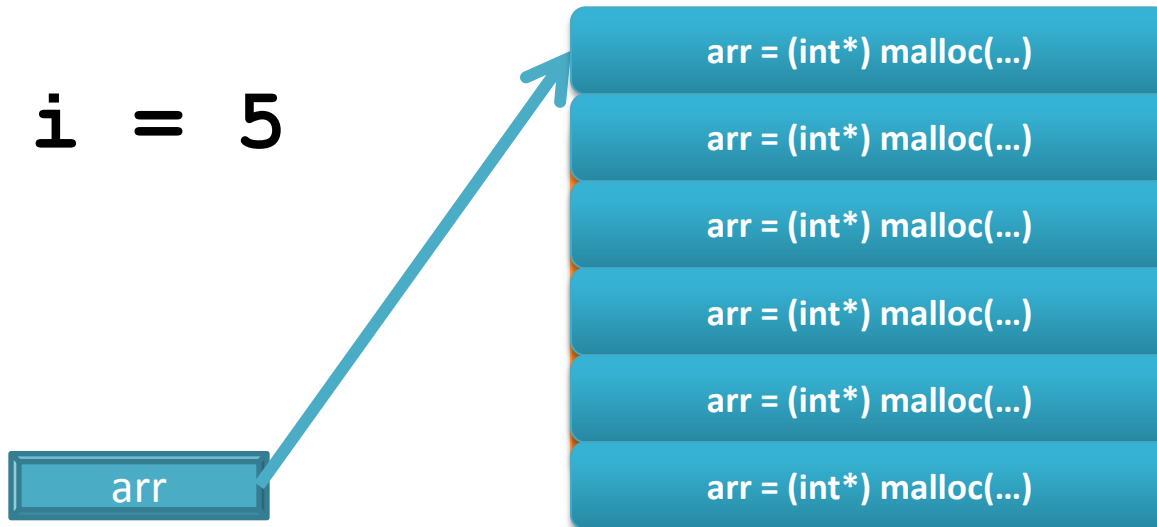 i = 5
arr = (int*) malloc(…)
arr = (int*) malloc(…)
arr = (int*) malloc(…)
arr = (int*) malloc(…)
arr = (int*) malloc(…)
arr = (int*) malloc(…)
arr